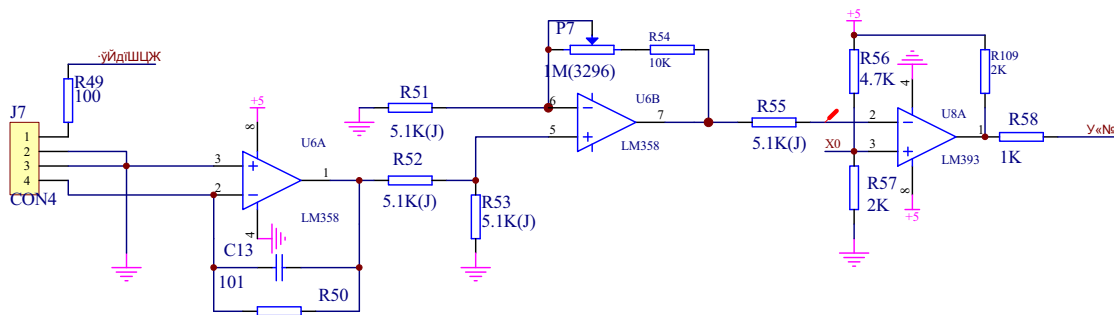 ·ўЙдїШЦЖ
R49
100
J7
1
2
3
4
CON4
+5
8
U6A
3
1
2
LM358
4
C13
101
R50
R51
5.1K(J)
R52
5.1K(J)
R53
5.1K(J)
P7
R54
10K
1M(3296)
6
U6B
7
5
LM358
R55
5.1K(J)
+5
R56
4.7K
R109
2K
4
U8A
2
1
X0
3
LM393
8
+5
R57
2K
R58
1K
У«№